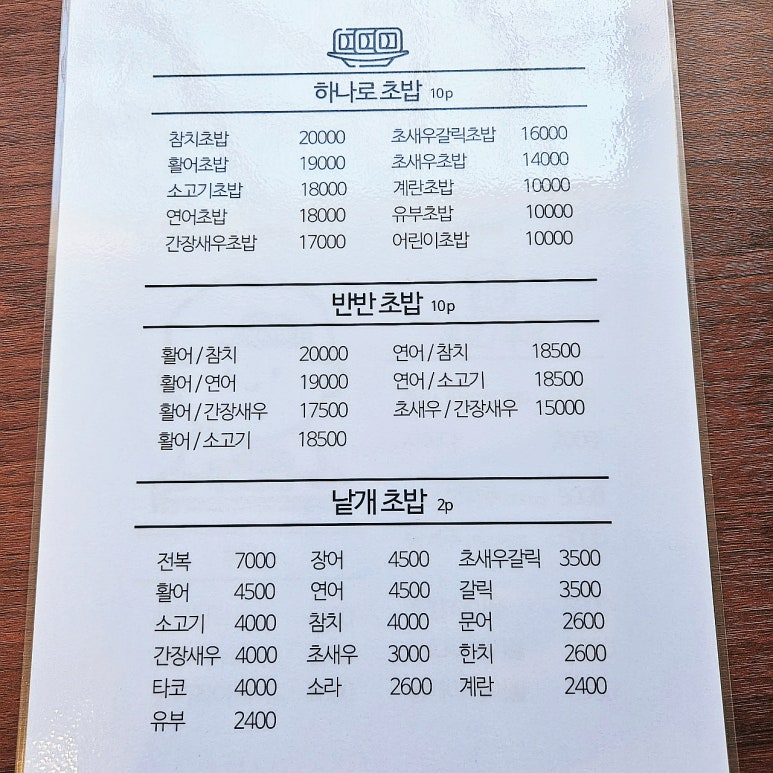 하나로 초밥 10p
참치초밥 20000 초새우갈릭초밥 16000
활어초밥 19000 초새우초밥 14000
소고기초밥 18000 계란초밥 10000
연어초밥 18000 유부초밥 10000
간장새우초밥 17000 어린이초밥 10000
반반 초밥 10p
활어 / 참치 20000 연어 / 참치 18500
활어 / 연어 19000 연어 / 소고기 18500
활어 / 간장새우 17500 초새우 / 간장새우 15000
활어 / 소고기 18500
낱개 초밥 2p
전복 7000 장어 4500 초새우갈릭 3500
활어 4500 연어 4500 갈릭 3500
소고기 4000 참치 4000 문어 2600
간장새우 4000 초새우 3000 한치 2600
타코 4000 소라 2600 계란 2400
유부 2400